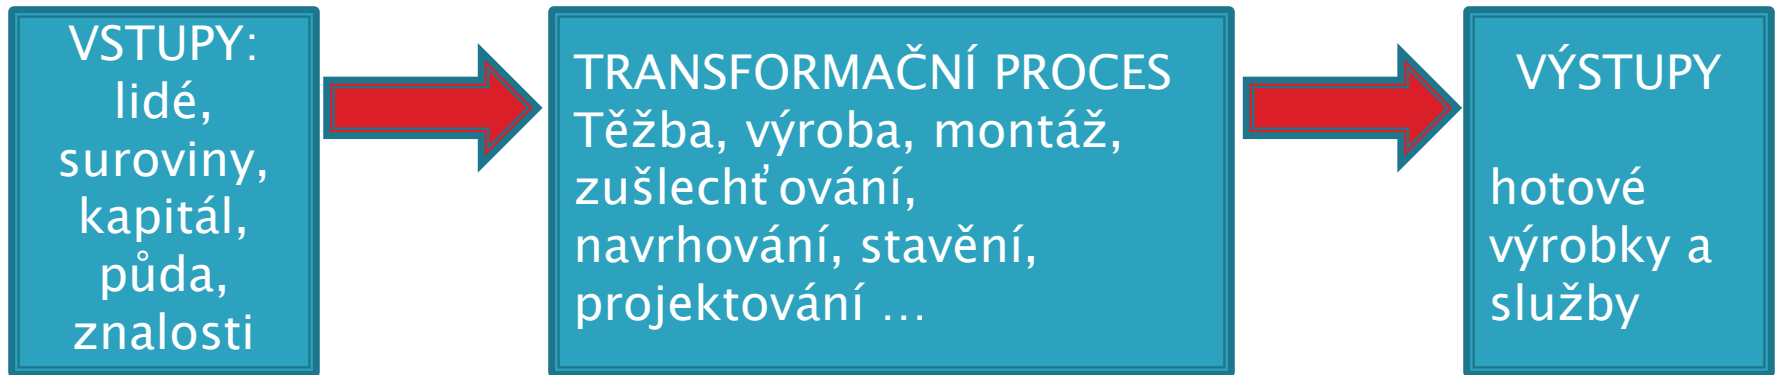 VSTUPY:
lidé,
suroviny,
kapitál,
půda,
znalosti
TRANSFORMAČNÍ PROCES
Těžba, výroba, montáž,
zušlechťování,
navrhování, stavění,
projektování …
VÝSTUPY
hotové
výrobky a
služby